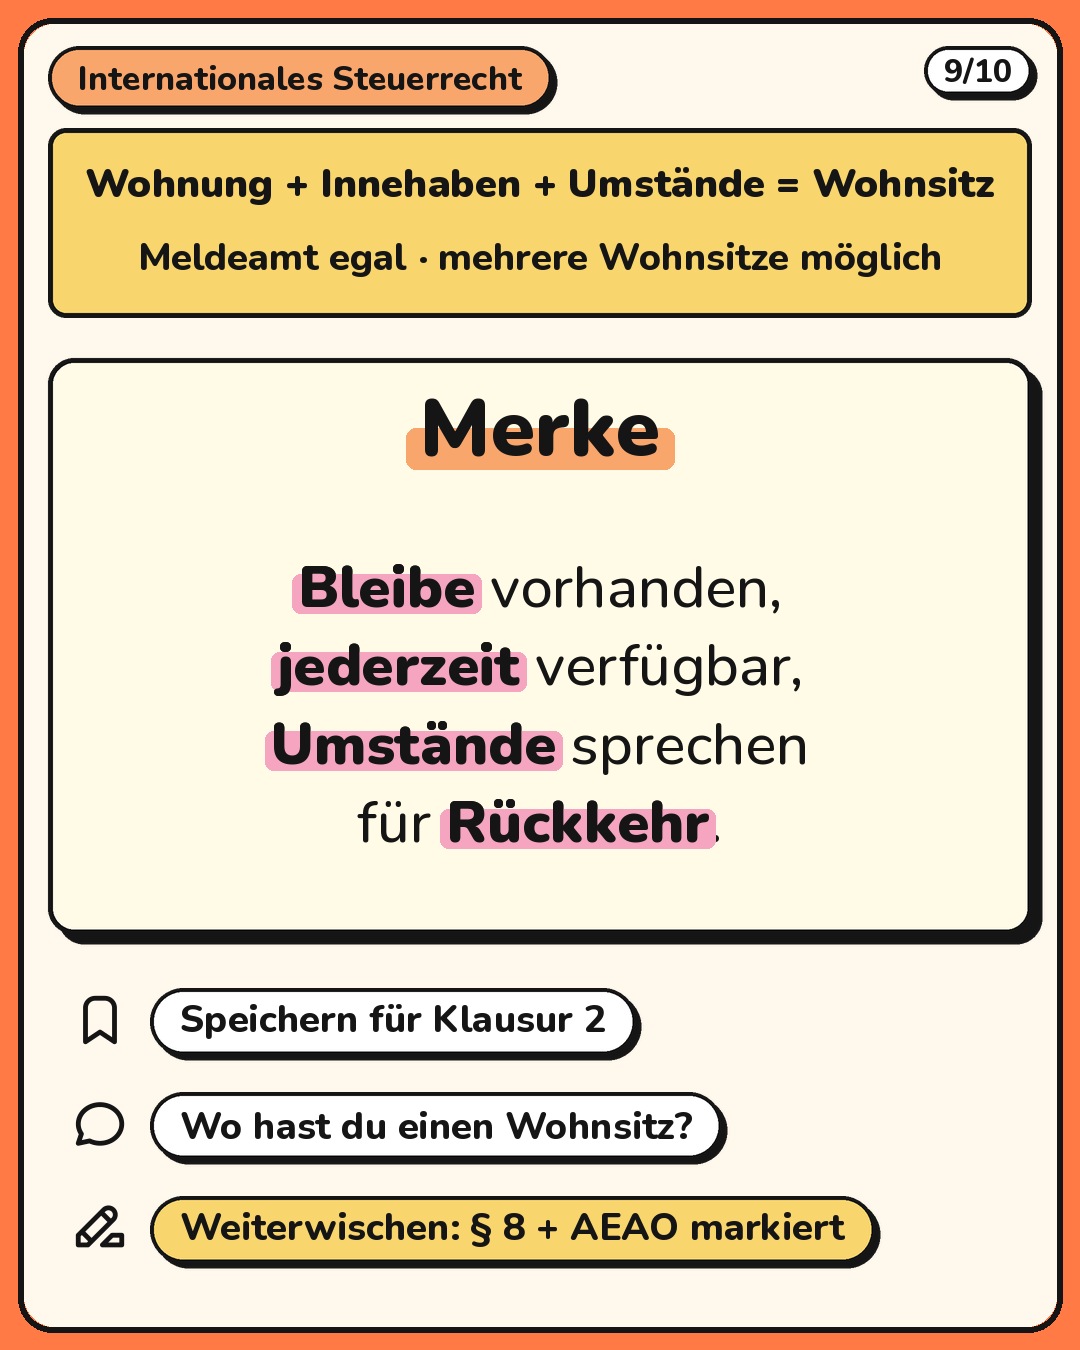 Internationales Steuerrecht
9/10
Wohnung + Innehaben + Umstände = Wohnsitz
Meldeamt egal · mehrere Wohnsitze möglich
Merke
Bleibe vorhanden,
jederzeit verfügbar,
Umstände sprechen
für Rückkehr.
Speichern für Klausur 2
Wo hast du einen Wohnsitz?
Weiterwischen: § 8 + AEAO markiert